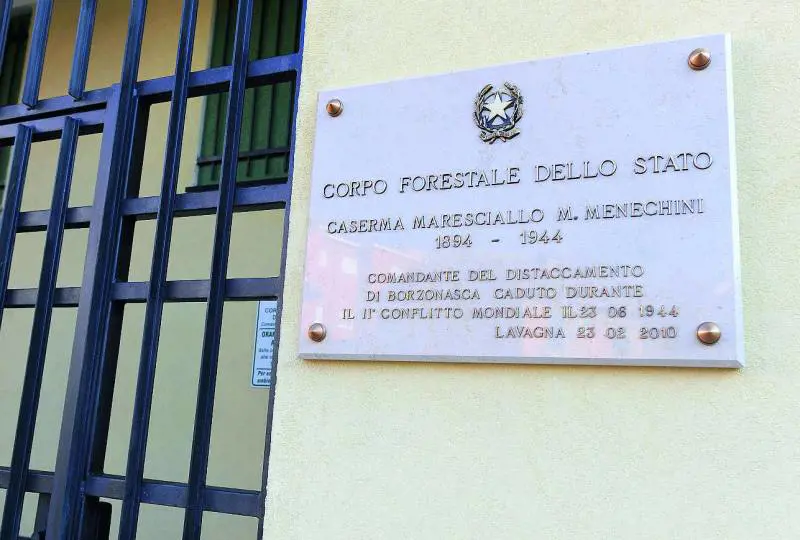 CORPO FORESTALE DELLO STATO
CASERMA MARESCIALLO M. MENECHINI
1894 - 1944
COMANDANTE DEL DISTACCAMENTO
DI BORZONASCA CADUTO DURANTE
IL II° CONFLITTO MONDIALE IL 23 06 1944
LAVAGNA 23 02 2010